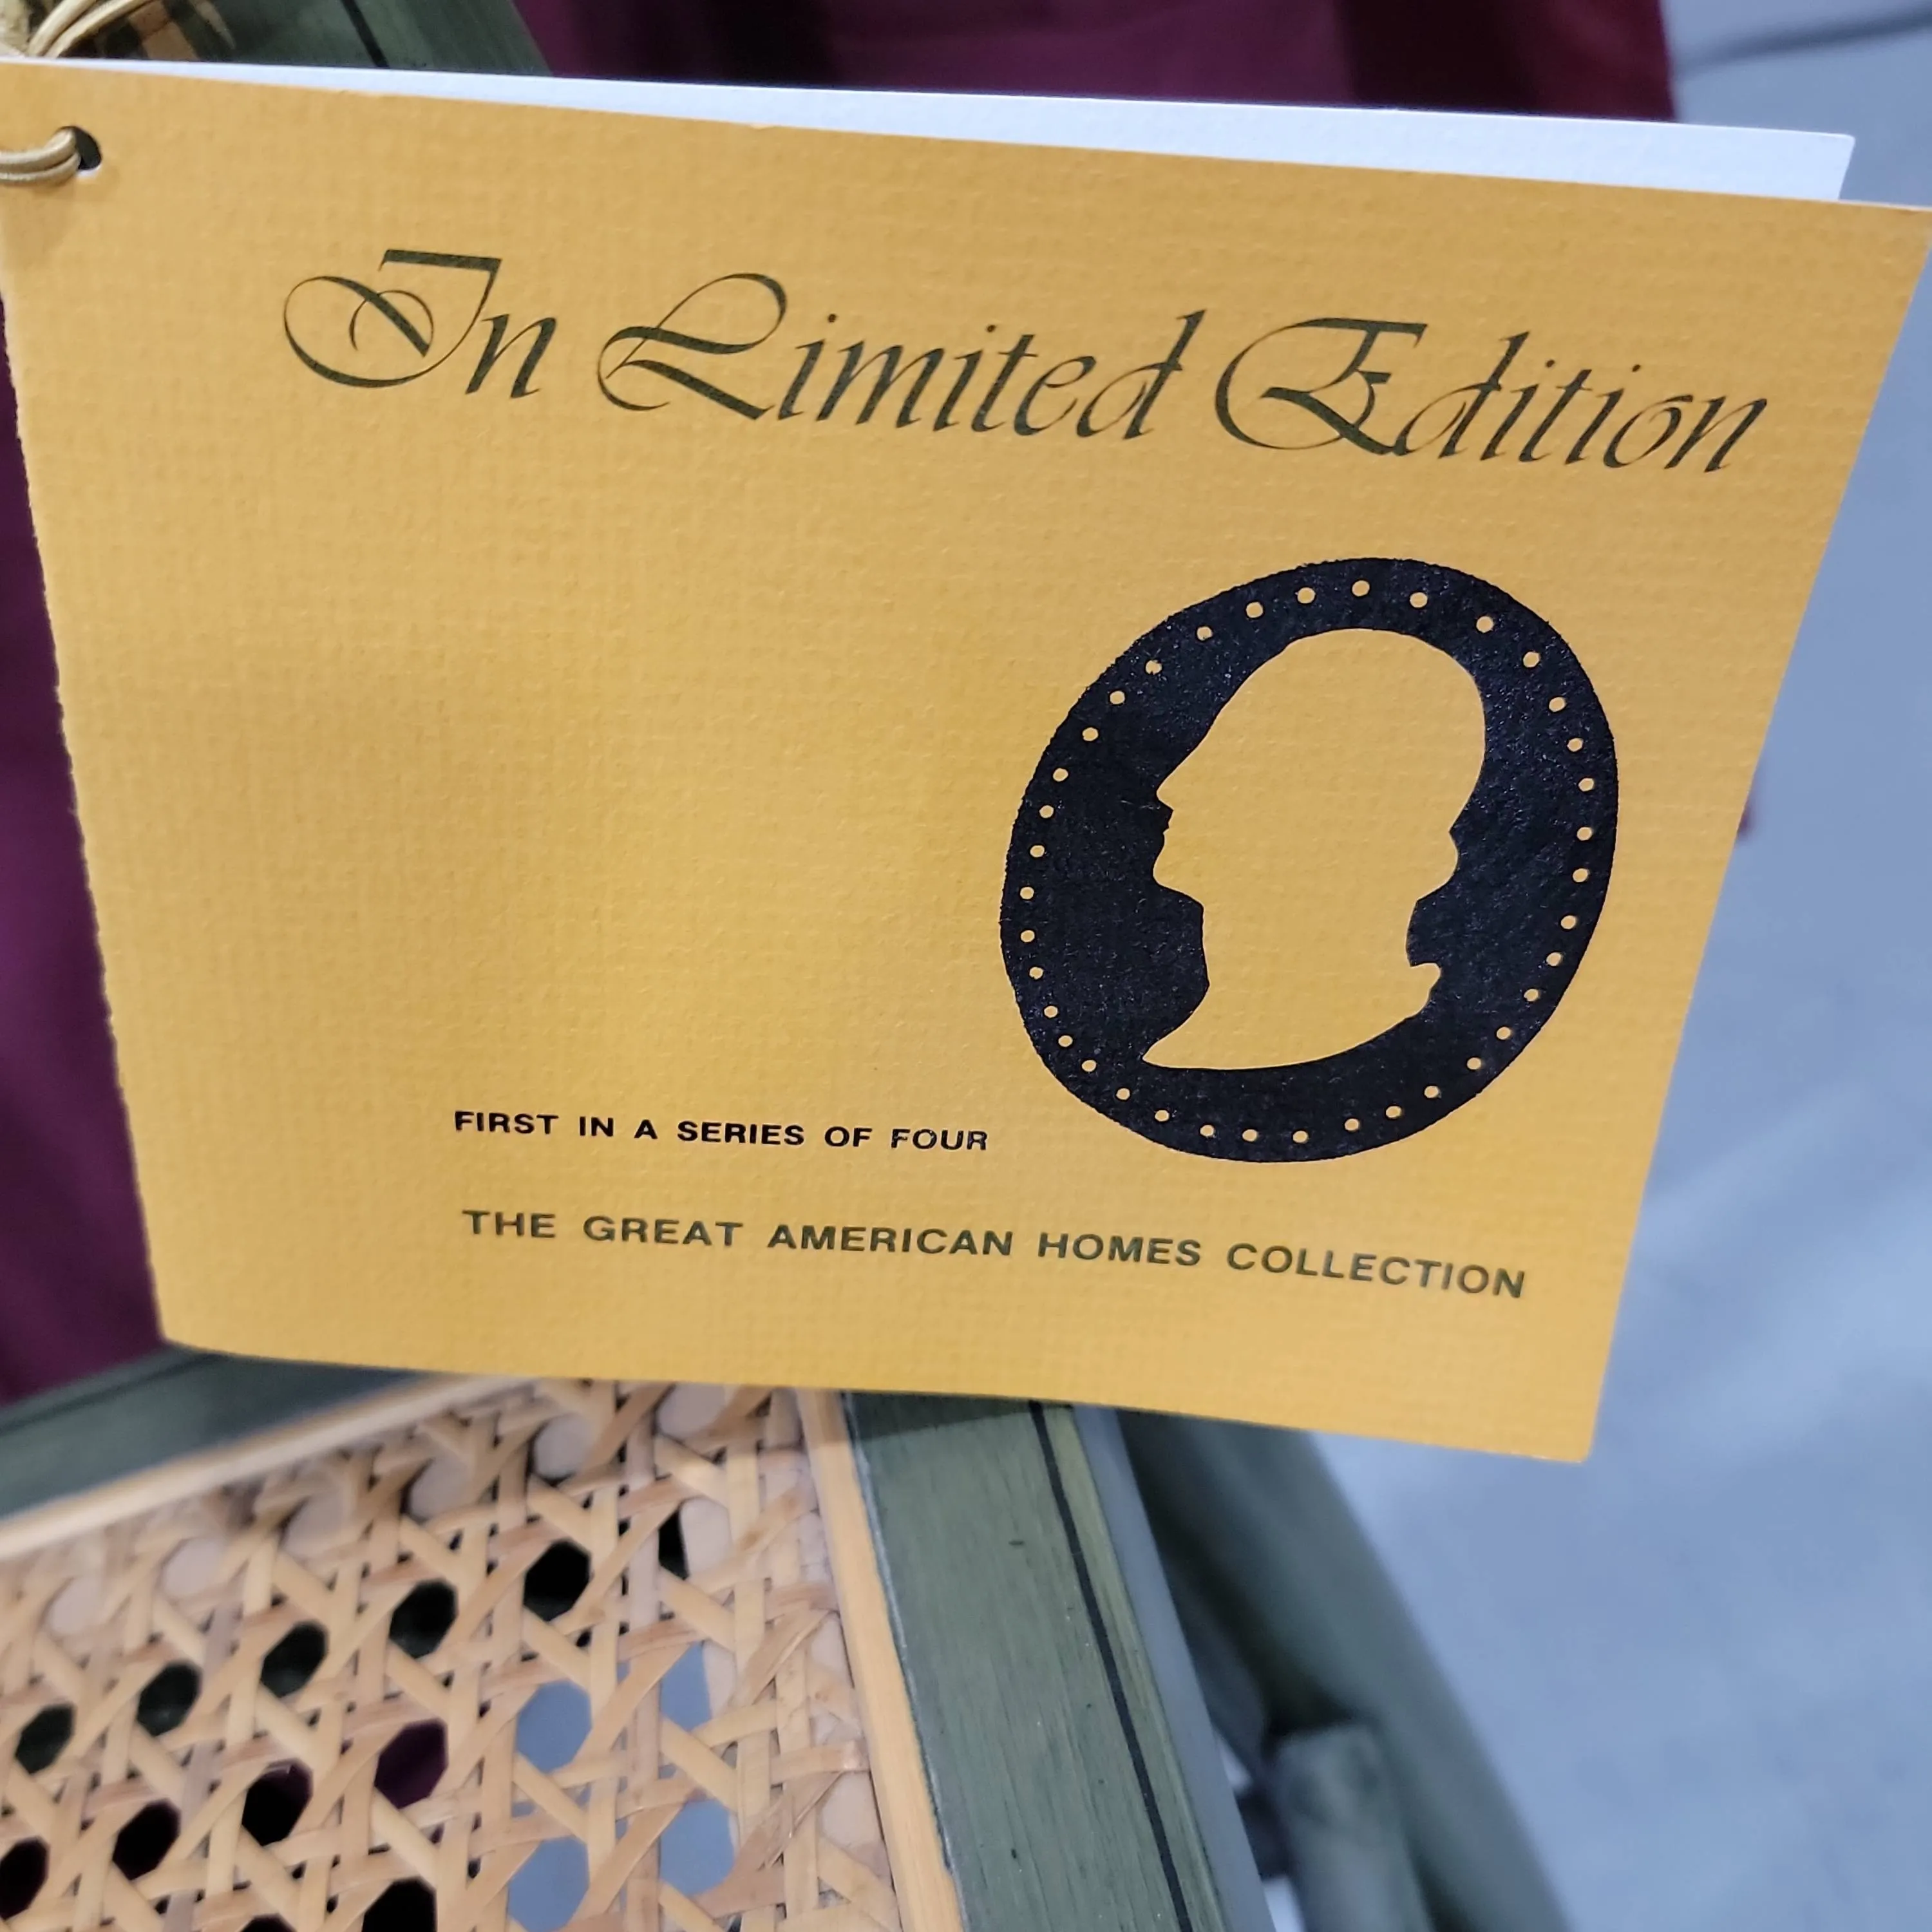 In Limited Edition
FIRST IN A SERIES OF FOUR
THE GREAT AMERICAN HOMES COLLECTION